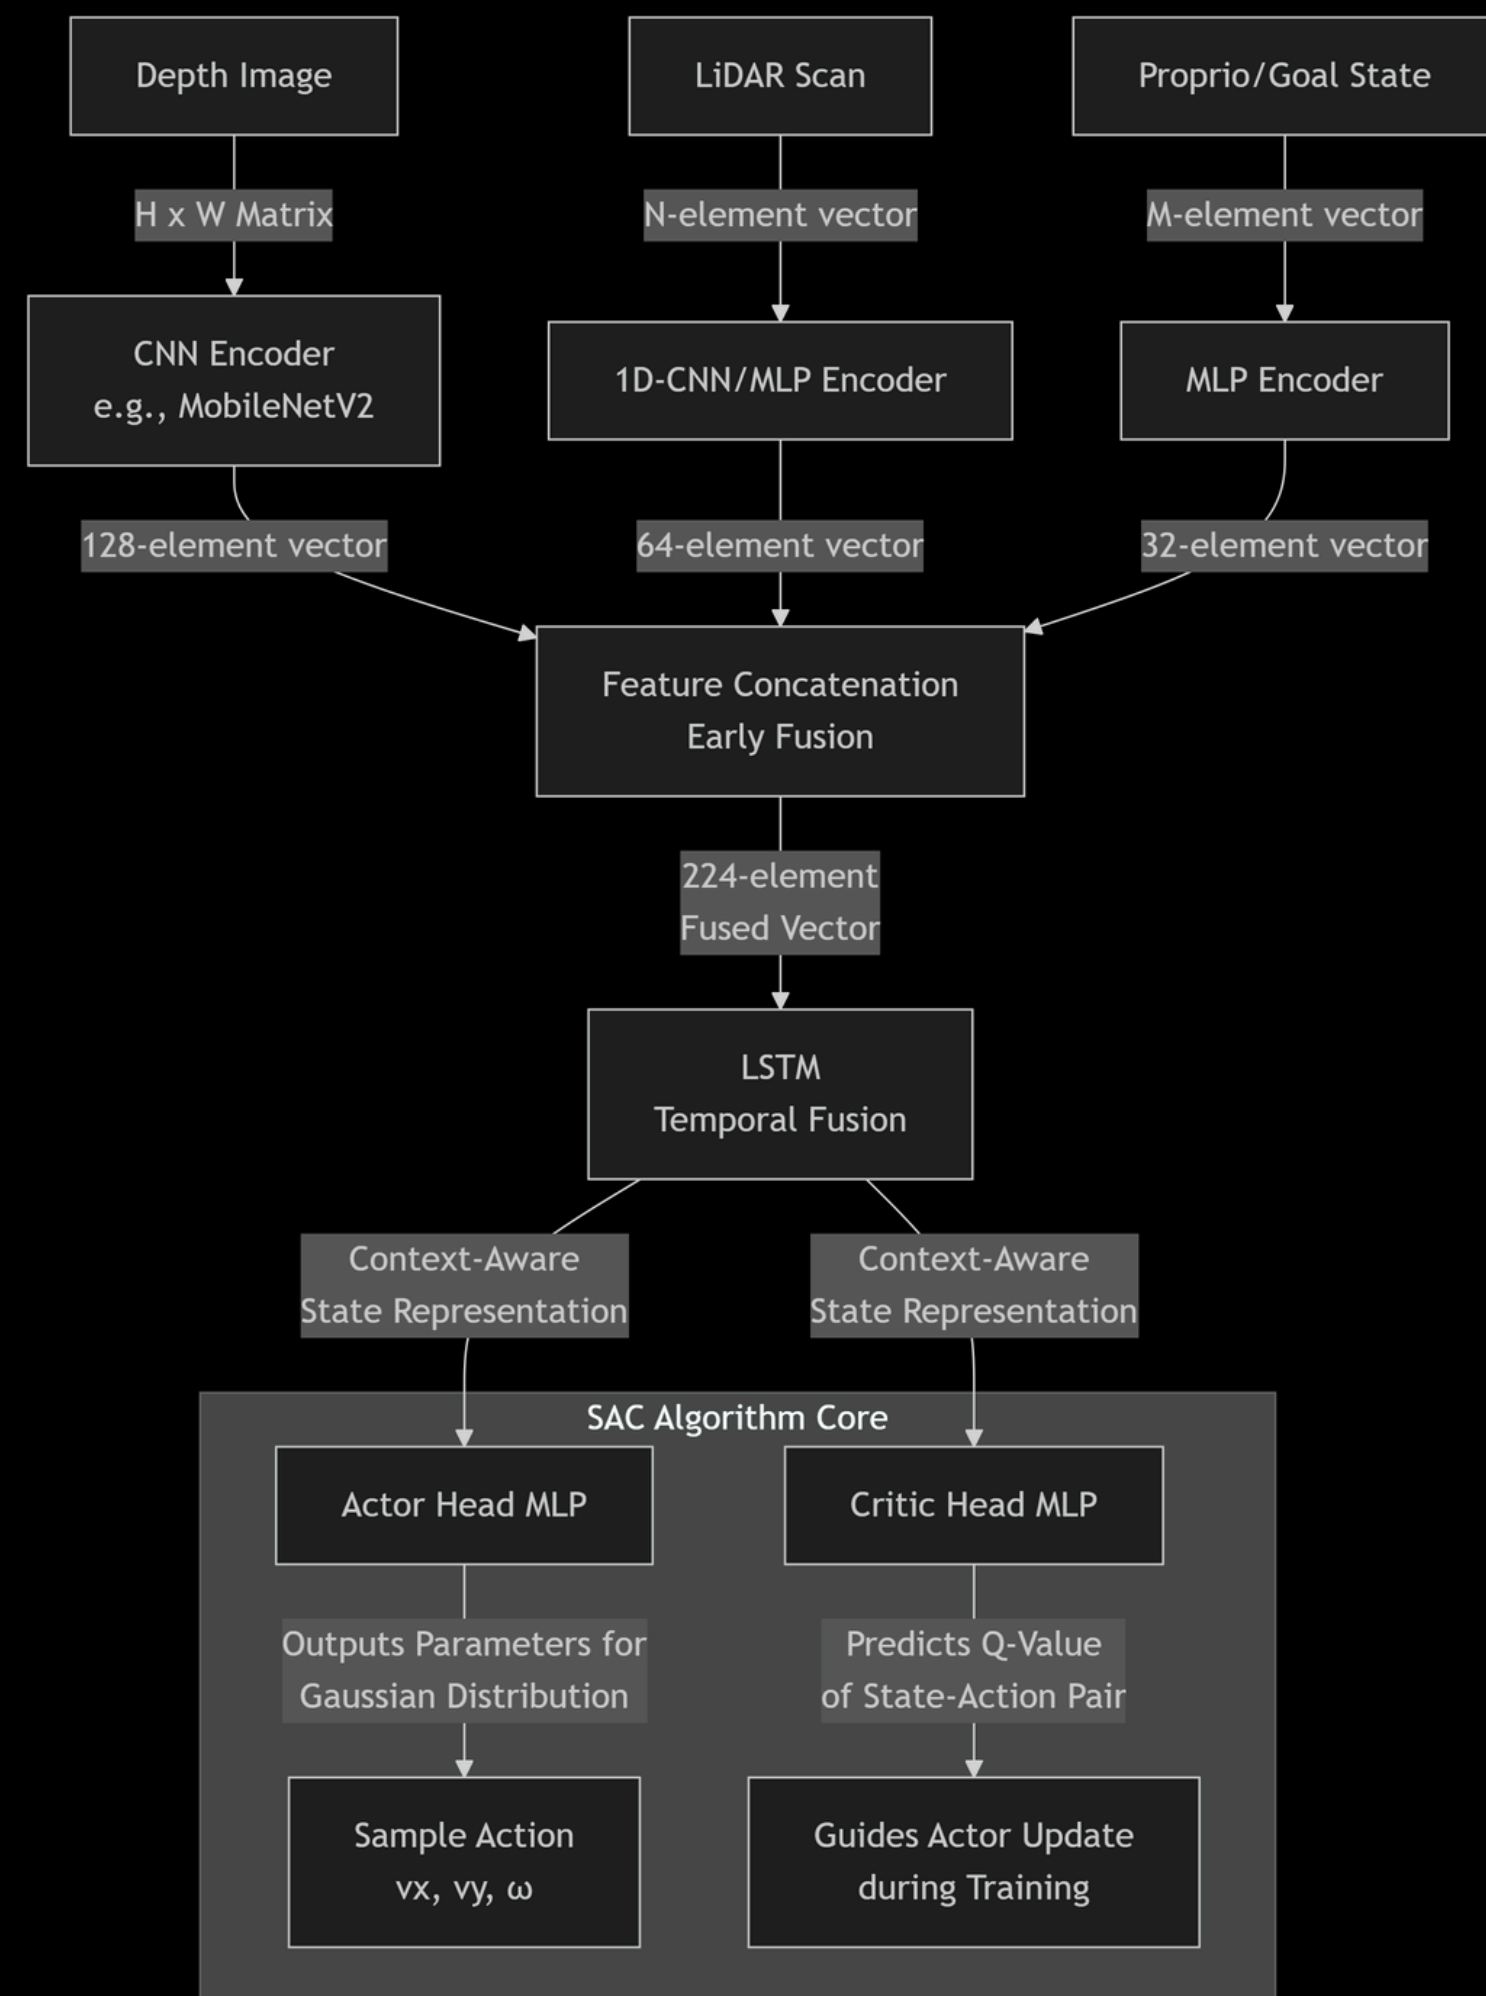 Depth Image
LiDAR Scan
Proprio/Goal State
H x W Matrix
N-element vector
M-element vector
CNN Encoder
e.g., MobileNetV2
1D-CNN/MLP Encoder
MLP Encoder
128-element vector
64-element vector
32-element vector
Feature Concatenation
Early Fusion
224-element
Fused Vector
LSTM
Temporal Fusion
Context-Aware
State Representation
Context-Aware
State Representation
SAC Algorithm Core
Actor Head MLP
Critic Head MLP
Outputs Parameters for
Gaussian Distribution
Predicts Q-Value
of State-Action Pair
Sample Action
vx, vy, ω
Guides Actor Update
during Training